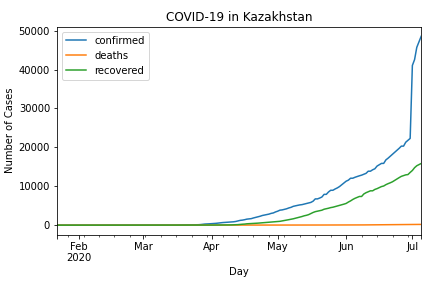 COVID-19 in Kazakhstan
confirmed
deaths
recovered
Number of Cases
50000
40000
30000
20000
10000
0
Feb
2020
Mar
Apr
May
Jun
Jul
Day